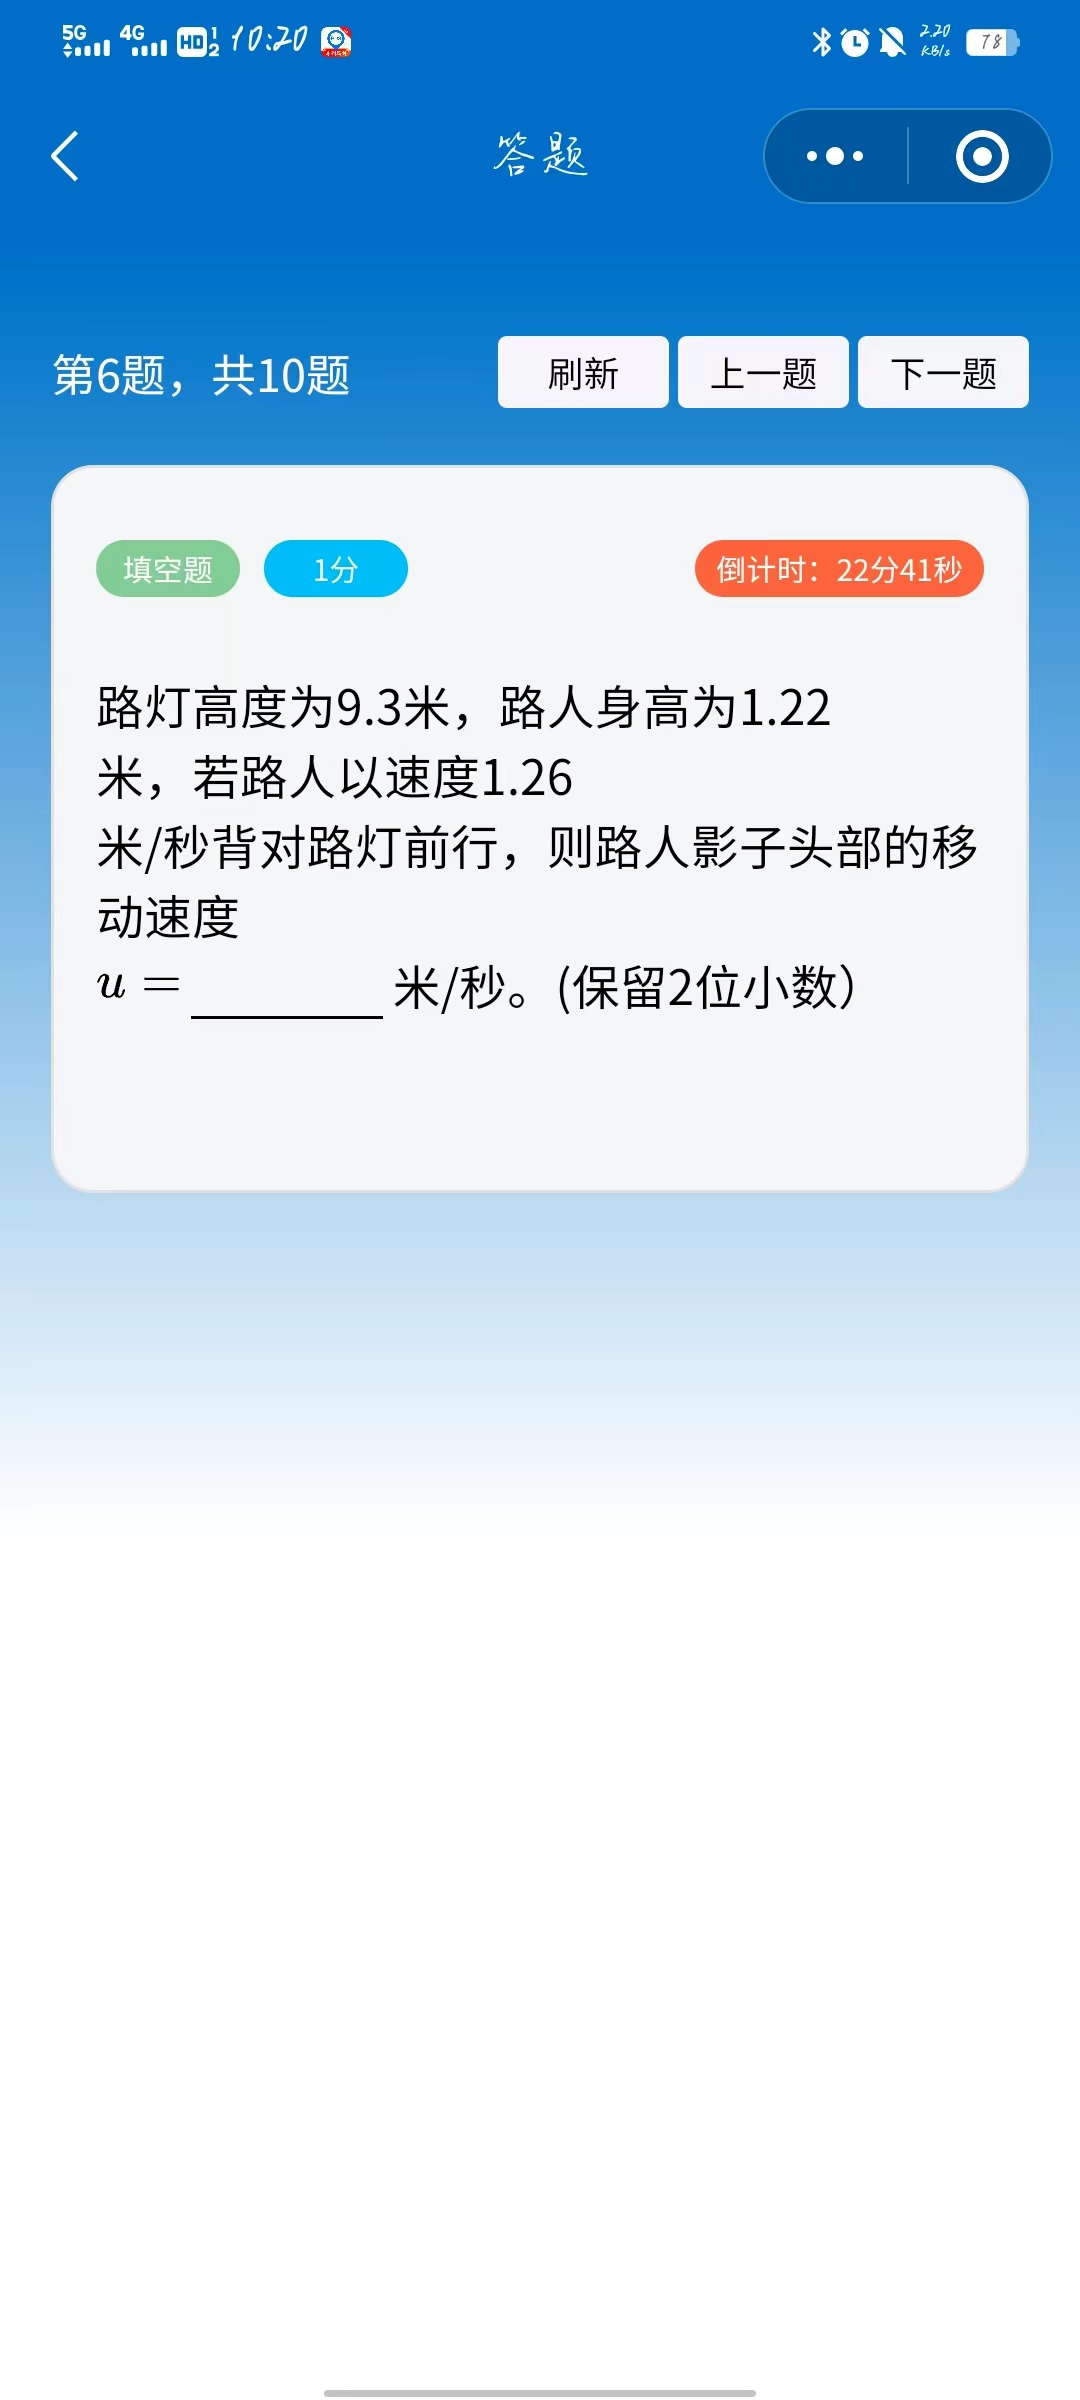 5G 4G HD 1 2 10:20 2.20 KB/s 78
答题
第6题，共10题 刷新 上一题 下一题
填空题 1分 倒计时：22分41秒
路灯高度为9.3米，路人身高为1.22
米，若路人以速度1.26
米/秒背对路灯前行，则路人影子头部的移
动速度
u =________ 米/秒。(保留2位小数）